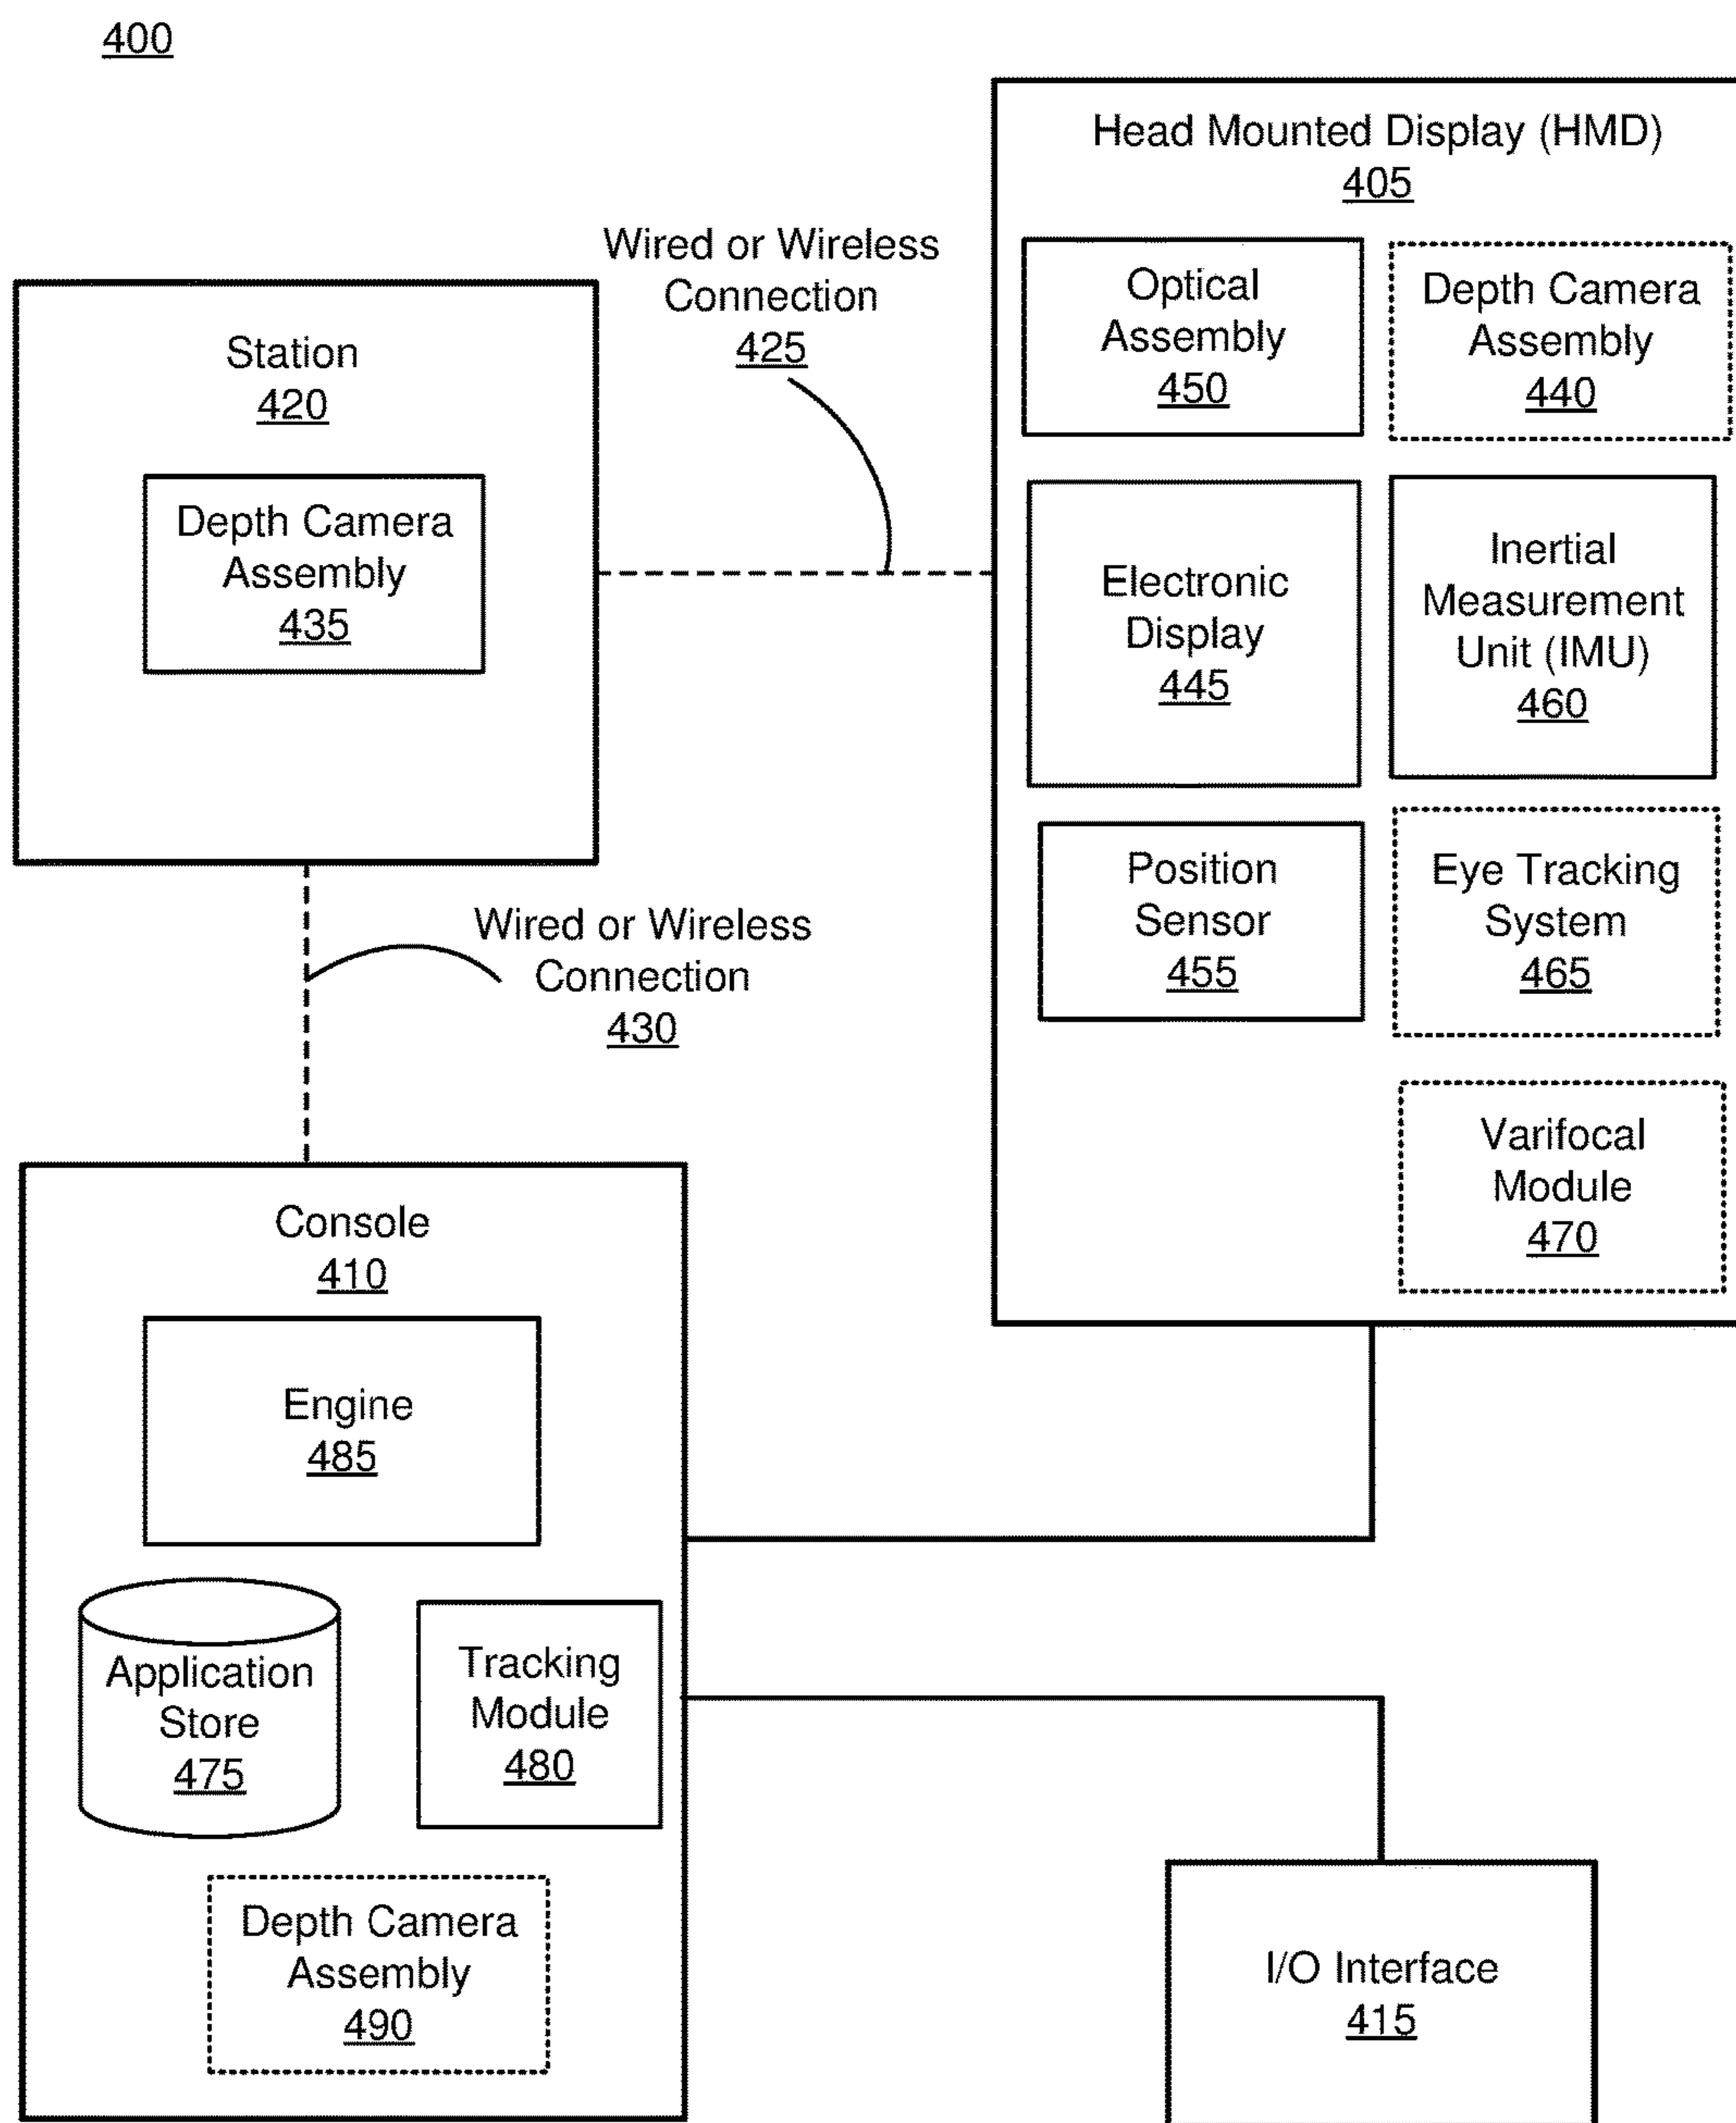 400
Head Mounted Display (HMD)
405
Optical
Assembly
450
Depth Camera
Assembly
440
Electronic
Display
445
Inertial
Measurement
Unit (IMU)
460
Position
Sensor
455
Eye Tracking
System
465
Varifocal
Module
470
Wired or Wireless
Connection
425
Station
420
Depth Camera
Assembly
435
Wired or Wireless
Connection
430
Console
410
Engine
485
Application
Store
475
Tracking
Module
480
Depth Camera
Assembly
490
I/O Interface
415